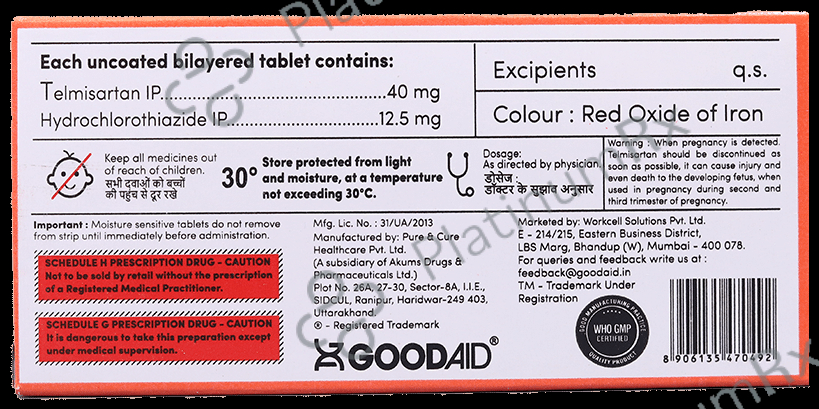 Each uncoated bilayered tablet contains:
Telmisartan IP..........................................40 mg
Hydrochlorothiazide IP............................12.5 mg
Excipients q.s.
Colour : Red Oxide of Iron
Keep all medicines out
of reach of children.
सभी दवाओं को बच्चों
की पहुंच से दूर रखे
30°
Store protected from light
and moisture, at a temperature
not exceeding 30°C.
Dosage:
As directed by physician
डोसेज :
डॉक्टर के सुझाव अनुसार
Warning : When pregnancy is detected.
Telmisartan should be discontinued as
soon as possible, it can cause injury and
even death to the developing fetus, when
used in pregnancy during second and
third trimester of pregnancy.
Important : Moisture sensitive tablets do not remove
from strip until immediately before administration.
SCHEDULE H PRESCRIPTION DRUG - CAUTION
Not to be sold by retail without the prescription
of a Registered Medical Practitioner.
SCHEDULE G PRESCRIPTION DRUG - CAUTION
It is dangerous to take this preparation except
under medical supervision.
Mfg. Lic. No. : 31/UA/2013
Manufactured by: Pure & Cure
Healthcare Pvt. Ltd.
(A subsidiary of Akums Drugs &
Pharmaceuticals Ltd.)
Plot No. 26A, 27-30, Sector-8A, I.I.E.,
SIDCUL, Ranipur, Haridwar-249 403,
Uttarakhand.
® - Registered Trademark
GOODAID®
Marketed by: Workcell Solutions Pvt. Ltd.
E - 214/215, Eastern Business District,
LBS Marg, Bhandup (W), Mumbai - 400 078.
For queries and feedback write us at :
feedback@goodaid.in
TM - Trademark Under
Registration
GOOD MANUFACTURING PRACTICE
WHO GMP
CERTIFIED
QUALITY PRODUCT
8 906135 470492
PlatinumRx
PlatinumRx
PlatinumRx